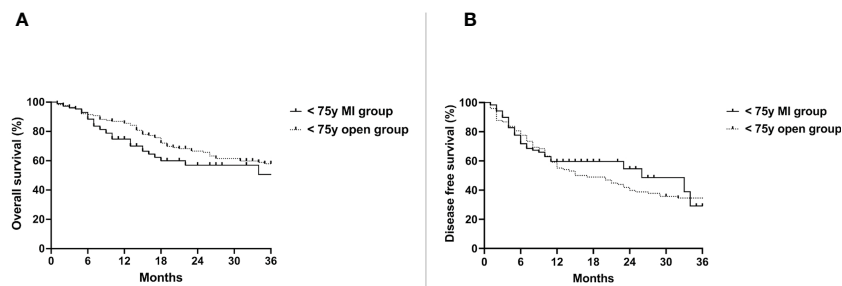 A
Overall survival (%)
100
80
60
40
20
0
0 6 12 18 24 30 36
Months
< 75y MI group
< 75y open group
B
Disease free survival (%)
100
80
60
40
20
0
0 6 12 18 24 30 36
Months
< 75y MI group
< 75y open group